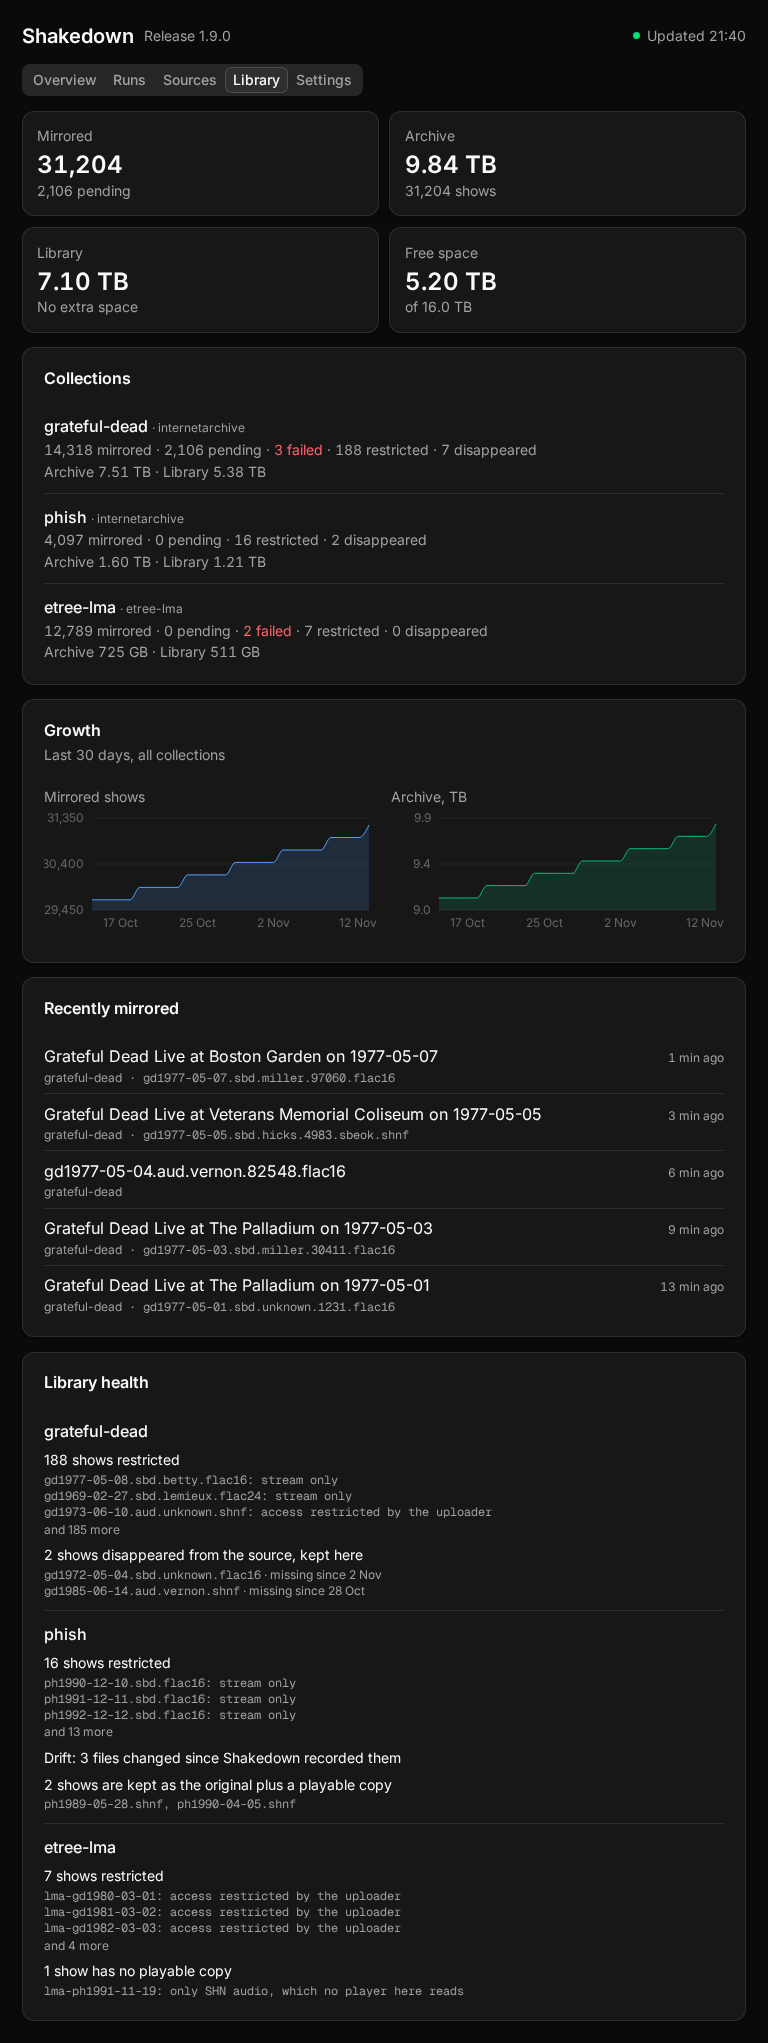 Shakedown Release 1.9.0
Updated 21:40
Overview Runs Sources Library Settings
Mirrored
31,204
2,106 pending
Archive
9.84 TB
31,204 shows
Library
7.10 TB
No extra space
Free space
5.20 TB
of 16.0 TB
Collections
grateful-dead · internetarchive
14,318 mirrored · 2,106 pending · 3 failed · 188 restricted · 7 disappeared
Archive 7.51 TB · Library 5.38 TB
phish · internetarchive
4,097 mirrored · 0 pending · 16 restricted · 2 disappeared
Archive 1.60 TB · Library 1.21 TB
etree-lma · etree-lma
12,789 mirrored · 0 pending · 2 failed · 7 restricted · 0 disappeared
Archive 725 GB · Library 511 GB
Growth
Last 30 days, all collections
Mirrored shows
31,350
30,400
29,450
17 Oct 25 Oct 2 Nov 12 Nov
Archive, TB
9.9
9.4
9.0
17 Oct 25 Oct 2 Nov 12 Nov
Recently mirrored
Grateful Dead Live at Boston Garden on 1977-05-07
1 min ago
grateful-dead · gd1977-05-07.sbd.miller.97060.flac16
Grateful Dead Live at Veterans Memorial Coliseum on 1977-05-05
3 min ago
grateful-dead · gd1977-05-05.sbd.hicks.4983.sbeok.shnf
gd1977-05-04.aud.vernon.82548.flac16
6 min ago
grateful-dead
Grateful Dead Live at The Palladium on 1977-05-03
9 min ago
grateful-dead · gd1977-05-03.sbd.miller.30411.flac16
Grateful Dead Live at The Palladium on 1977-05-01
13 min ago
grateful-dead · gd1977-05-01.sbd.unknown.1231.flac16
Library health
grateful-dead
188 shows restricted
gd1977-05-08.sbd.betty.flac16: stream only
gd1969-02-27.sbd.lemieux.flac24: stream only
gd1973-06-10.aud.unknown.shnf: access restricted by the uploader
and 185 more
2 shows disappeared from the source, kept here
gd1972-05-04.sbd.unknown.flac16 · missing since 2 Nov
gd1985-06-14.aud.vernon.shnf · missing since 28 Oct
phish
16 shows restricted
ph1990-12-10.sbd.flac16: stream only
ph1991-12-11.sbd.flac16: stream only
ph1992-12-12.sbd.flac16: stream only
and 13 more
Drift: 3 files changed since Shakedown recorded them
2 shows are kept as the original plus a playable copy
ph1989-05-28.shnf, ph1990-04-05.shnf
etree-lma
7 shows restricted
lma-gd1980-03-01: access restricted by the uploader
lma-gd1981-03-02: access restricted by the uploader
lma-gd1982-03-03: access restricted by the uploader
and 4 more
1 show has no playable copy
lma-ph1991-11-19: only SHN audio, which no player here reads